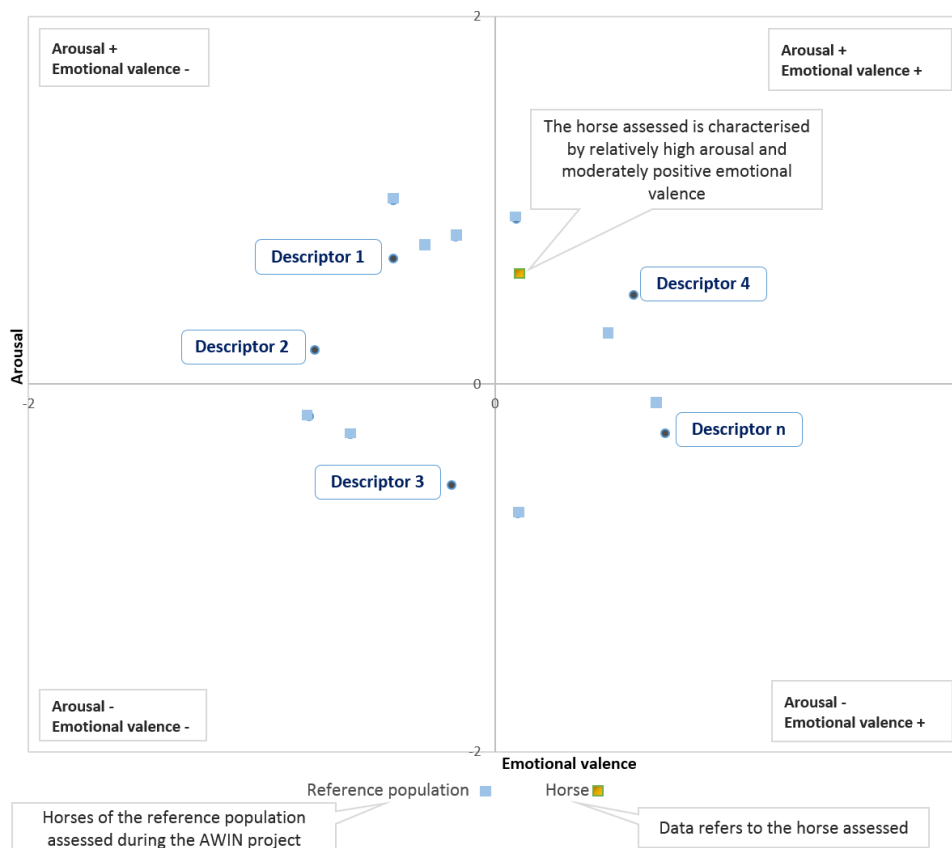 2
Arousal +
Emotional valence -
Arousal +
Emotional valence +
The horse assessed is characterised
by relatively high arousal and
moderately positive emotional
valence
Descriptor 1
Descriptor 4
Descriptor 2
Arousal
0
-2
0
Descriptor n
Descriptor 3
Arousal -
Emotional valence -
Arousal -
Emotional valence +
-2
Emotional valence
Reference population
Horse
Horses of the reference population
assessed during the AWIN project
Data refers to the horse assessed